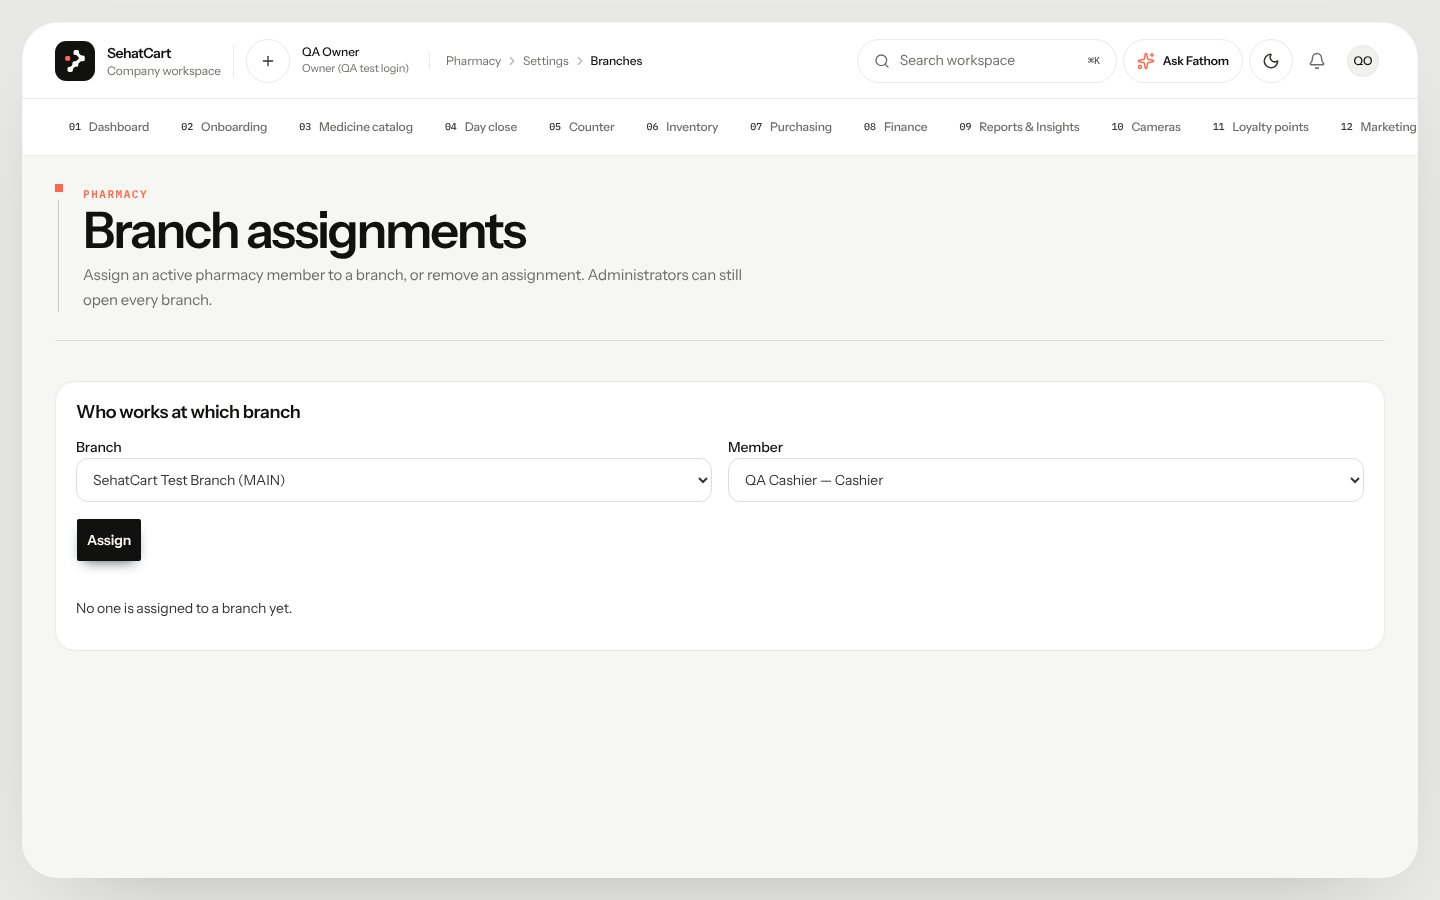 SehatCart
Company workspace
QA Owner
Owner (QA test login)
Pharmacy > Settings > Branches
Search workspace ⌘K
Ask Fathom
QO
01 Dashboard 02 Onboarding 03 Medicine catalog 04 Day close 05 Counter 06 Inventory 07 Purchasing 08 Finance 09 Reports & Insights 10 Cameras 11 Loyalty points 12 Marketing
PHARMACY
Branch assignments
Assign an active pharmacy member to a branch, or remove an assignment. Administrators can still
open every branch.
Who works at which branch
Branch
SehatCart Test Branch (MAIN)
Member
QA Cashier — Cashier
Assign
No one is assigned to a branch yet.